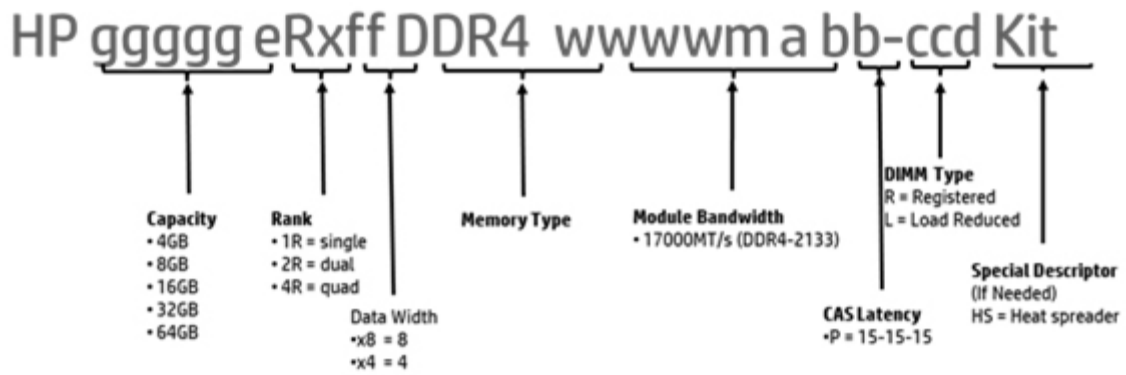 HP ggggg eRxff DDR4 wwwwm a bb-ccd Kit
Capacity
• 4GB
• 8GB
• 16GB
• 32GB
• 64GB
Rank
• 1R = single
• 2R = dual
• 4R = quad
Data Width
•x8 = 8
•x4 = 4
Memory Type
Module Bandwidth
• 17000MT/s (DDR4-2133)
CAS Latency
•P = 15-15-15
DIMM Type
R = Registered
L = Load Reduced
Special Descriptor
(If Needed)
HS = Heat spreader